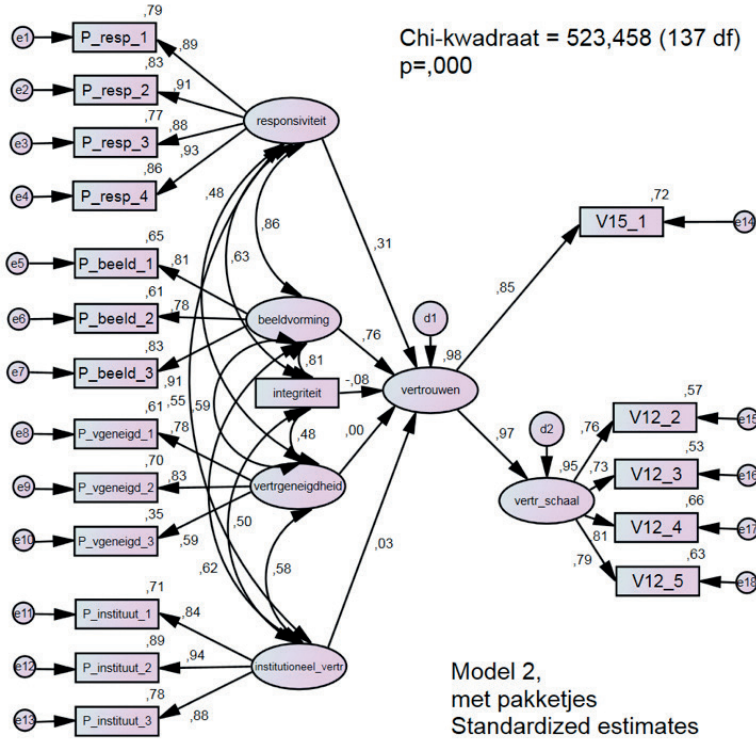 Chi-kwadraat = 523,458 (137 df)
p=,000
,79
e1
P_resp_1
,89
,83
e2
P_resp_2
,91
,77
e3
P_resp_3
,88
,86
e4
P_resp_4
,93
responsiviteit
,48
,86
,63
,31
,72
V15_1
e14
,85
,65
e5
P_beeld_1
,81
,61
e6
P_beeld_2
,78
,83
e7
P_beeld_3
,91
beeldvorming
,76
d1
,98
,81
integriteit
-,08
vertrouwen
,55
,59
,48
,61
e8
P_vgeneigd_1
,78
,70
e9
P_vgeneigd_2
,83
,35
e10
P_vgeneigd_3
,59
vertrgeneigdheid
,00
,97
d2
,95
vertr_schaal
,57
,76
V12_2
e15
,53
,73
V12_3
e16
,66
,81
V12_4
e17
,63
,79
V12_5
e18
,50
,03
,62
,58
,71
e11
P_instituut_1
,84
,89
e12
P_instituut_2
,94
,78
e13
P_instituut_3
,88
institutioneel_vertr
Model 2,
met pakketjes
Standardized estimates